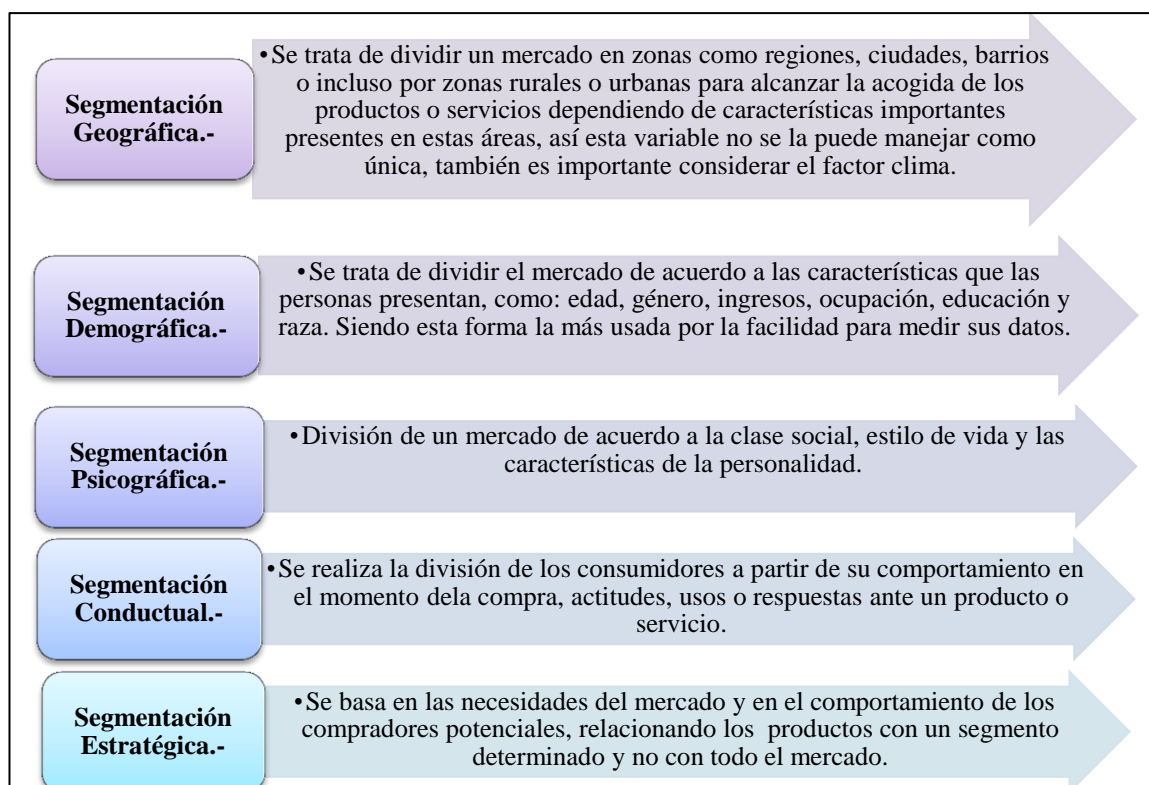 Segmentación
Geográfica.-
•Se trata de dividir un mercado en zonas como regiones, ciudades, barrios
o incluso por zonas rurales o urbanas para alcanzar la acogida de los
productos o servicios dependiendo de características importantes
presentes en estas áreas, así esta variable no se la puede manejar como
única, también es importante considerar el factor clima.
Segmentación
Demográfica.-
•Se trata de dividir el mercado de acuerdo a las características que las
personas presentan, como: edad, género, ingresos, ocupación, educación y
raza. Siendo esta forma la más usada por la facilidad para medir sus datos.
Segmentación
Psicográfica.-
•División de un mercado de acuerdo a la clase social, estilo de vida y las
características de la personalidad.
Segmentación
Conductual.-
•Se realiza la división de los consumidores a partir de su comportamiento en
el momento dela compra, actitudes, usos o respuestas ante un producto o
servicio.
Segmentación
Estratégica.-
•Se basa en las necesidades del mercado y en el comportamiento de los
compradores potenciales, relacionando los productos con un segmento
determinado y no con todo el mercado.